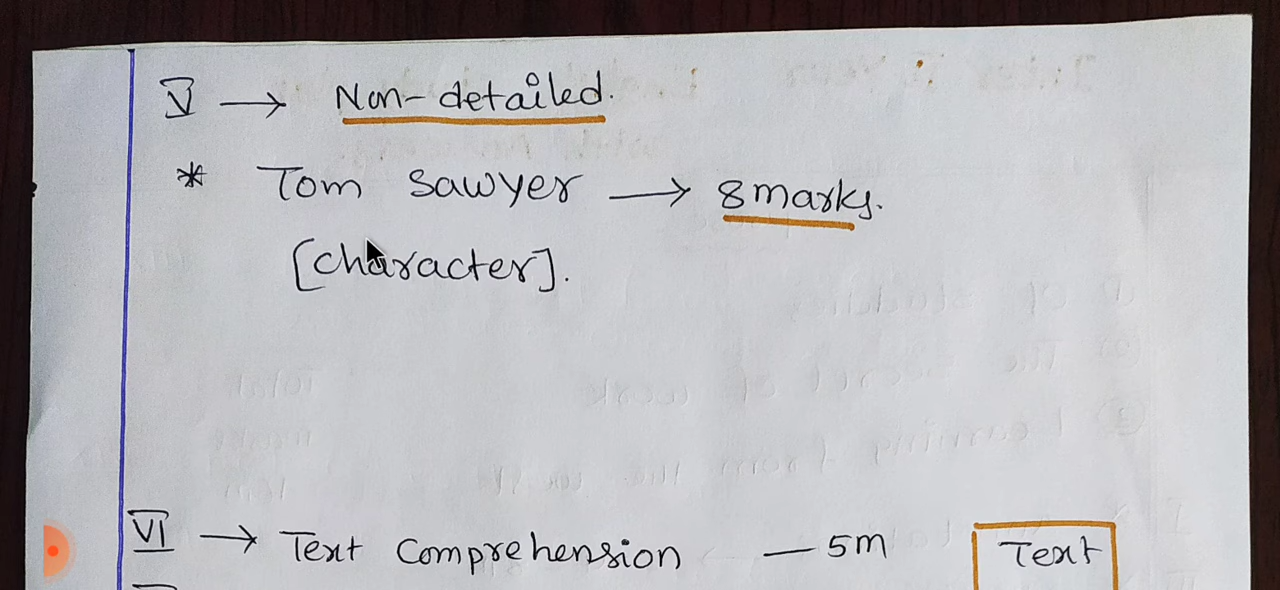 V → Non-detailed.
* Tom Sawyer → 8marks.
[character].
VI → Text Comprehension — 5m
Text